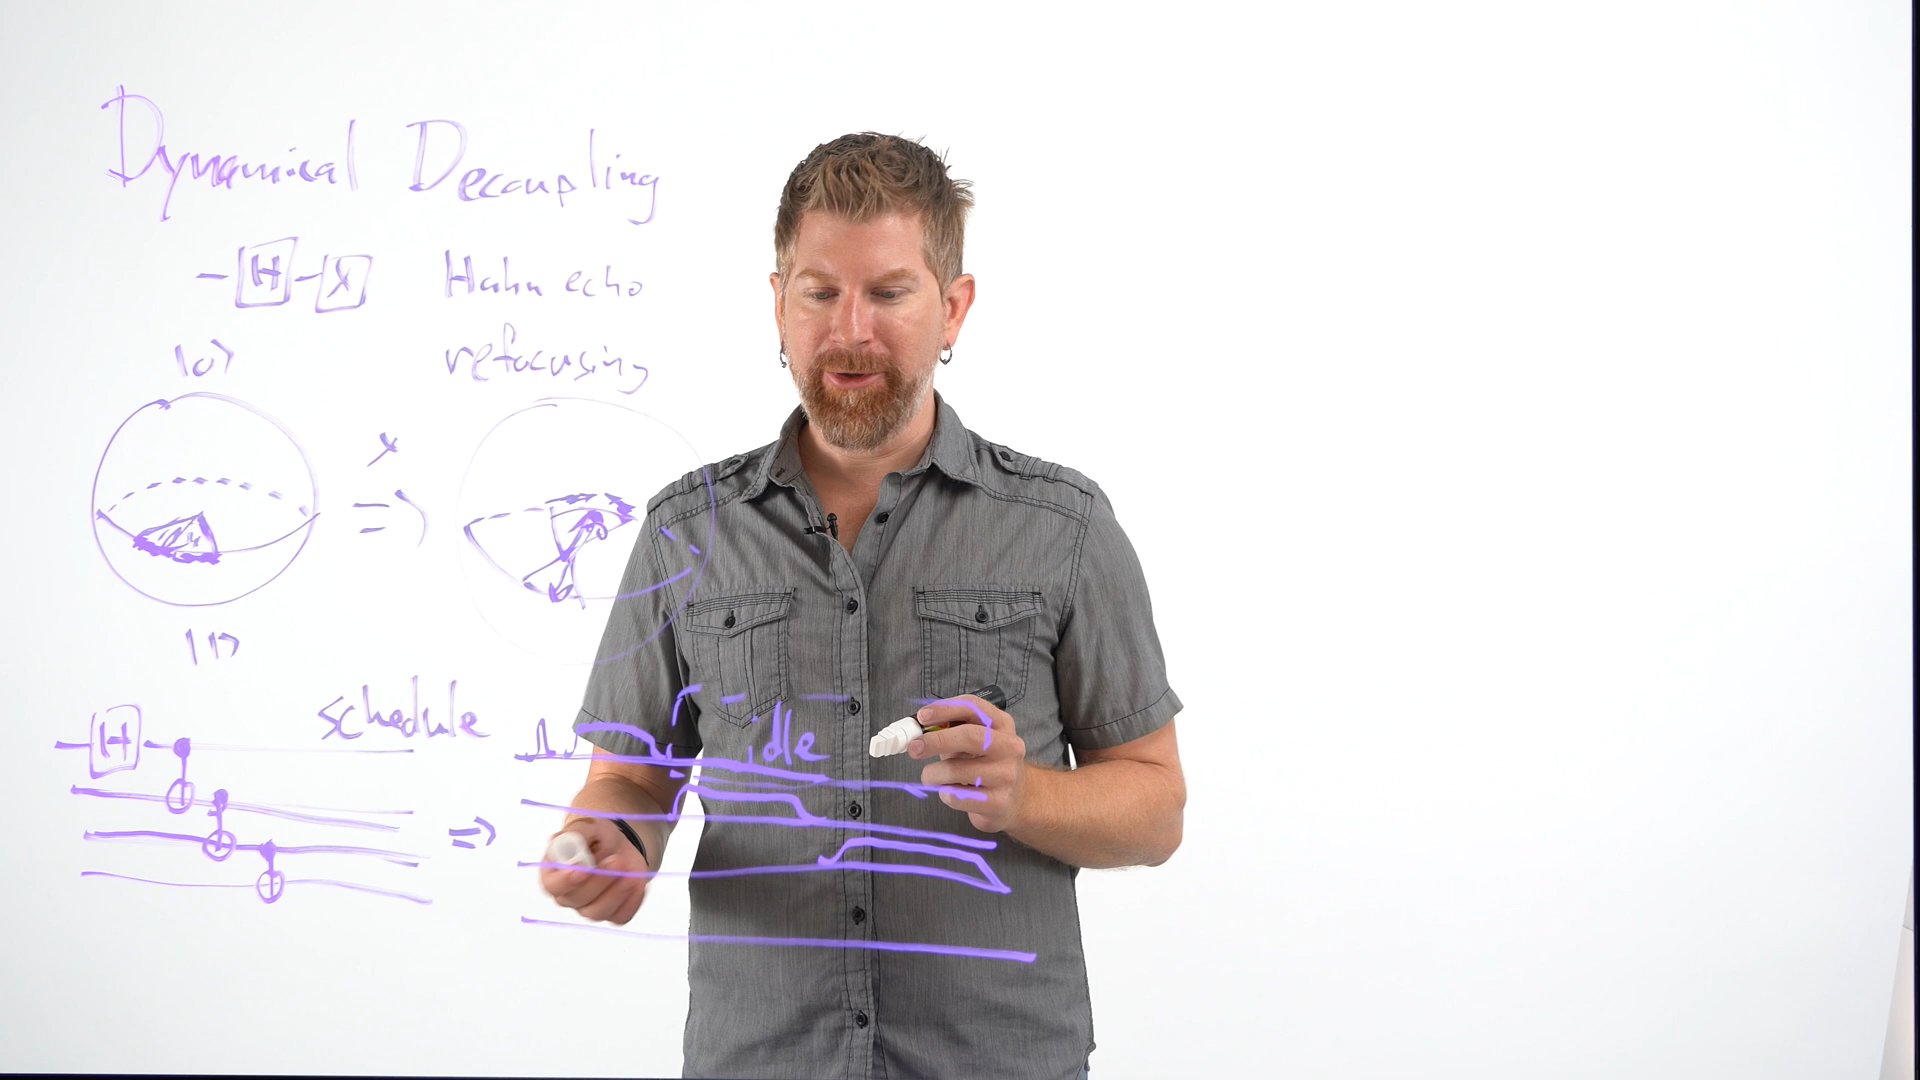 Dynamical Decoupling
H X Hahn echo
|0⟩ refocusing
X
|1⟩
H schedule
idle